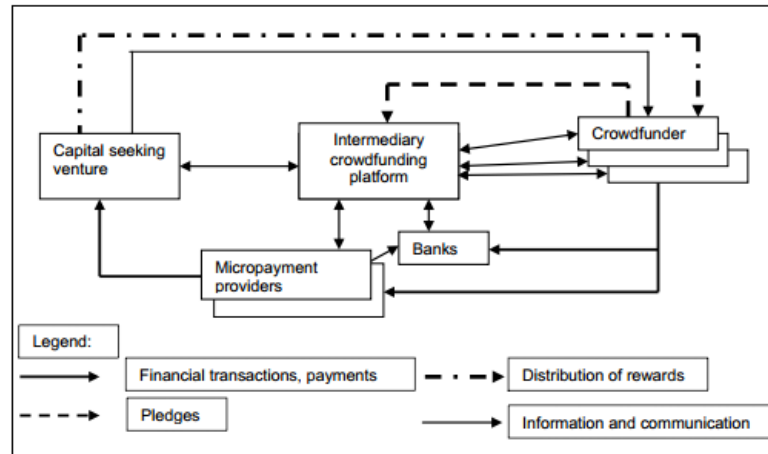 Capital seeking
venture
Intermediary
crowdfunding
platform
Crowdfunder
Banks
Micropayment
providers
Legend:
Financial transactions, payments
Distribution of rewards
Pledges
Information and communication